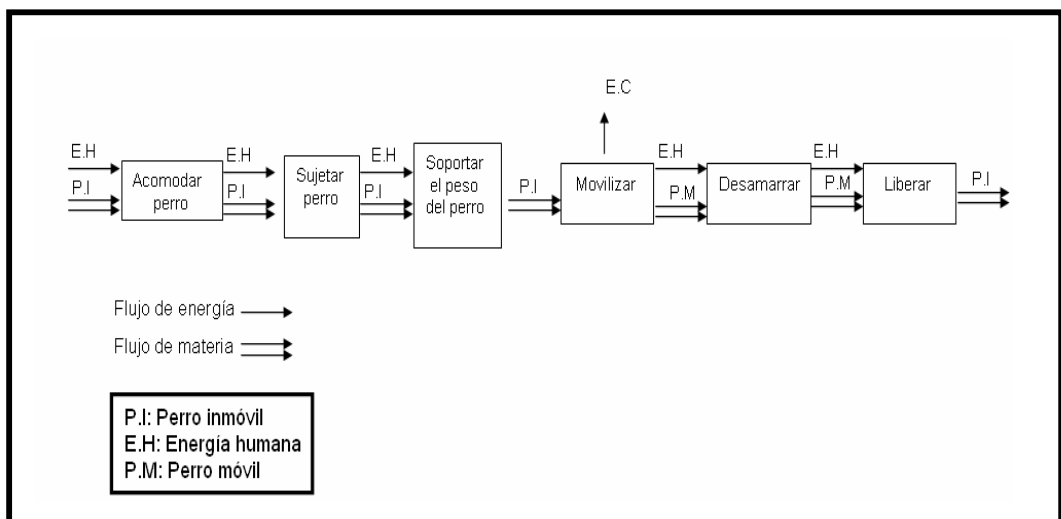 E.C
E.H
P.I
Acomodar
perro
E.H
P.I
Sujetar
perro
E.H
P.I
Soportar
el peso
del perro
P.I
Movilizar
E.H
P.M
Desamarrar
E.H
P.M
Liberar
P.I
Flujo de energía
Flujo de materia
P.I: Perro inmóvil
E.H: Energía humana
P.M: Perro móvil